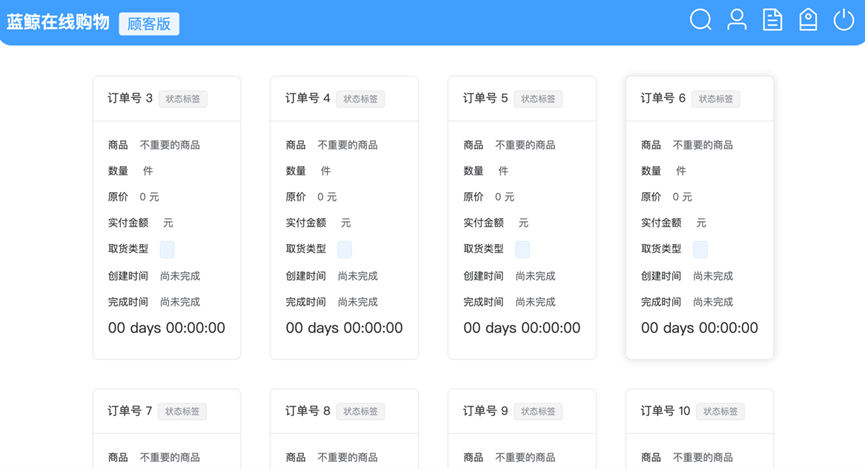 蓝鲸在线购物 顾客版
订单号 3 状态标签 订单号 4 状态标签 订单号 5 状态标签 订单号 6 状态标签
商品 不重要的商品 商品 不重要的商品 商品 不重要的商品 商品 不重要的商品
数量 件 数量 件 数量 件 数量 件
原价 0 元 原价 0 元 原价 0 元 原价 0 元
实付金额 元 实付金额 元 实付金额 元 实付金额 元
取货类型 取货类型 取货类型 取货类型
创建时间 尚未完成 创建时间 尚未完成 创建时间 尚未完成 创建时间 尚未完成
完成时间 尚未完成 完成时间 尚未完成 完成时间 尚未完成 完成时间 尚未完成
00 days 00:00:00 00 days 00:00:00 00 days 00:00:00 00 days 00:00:00
订单号 7 状态标签 订单号 8 状态标签 订单号 9 状态标签 订单号 10 状态标签
商品 不重要的商品 商品 不重要的商品 商品 不重要的商品 商品 不重要的商品